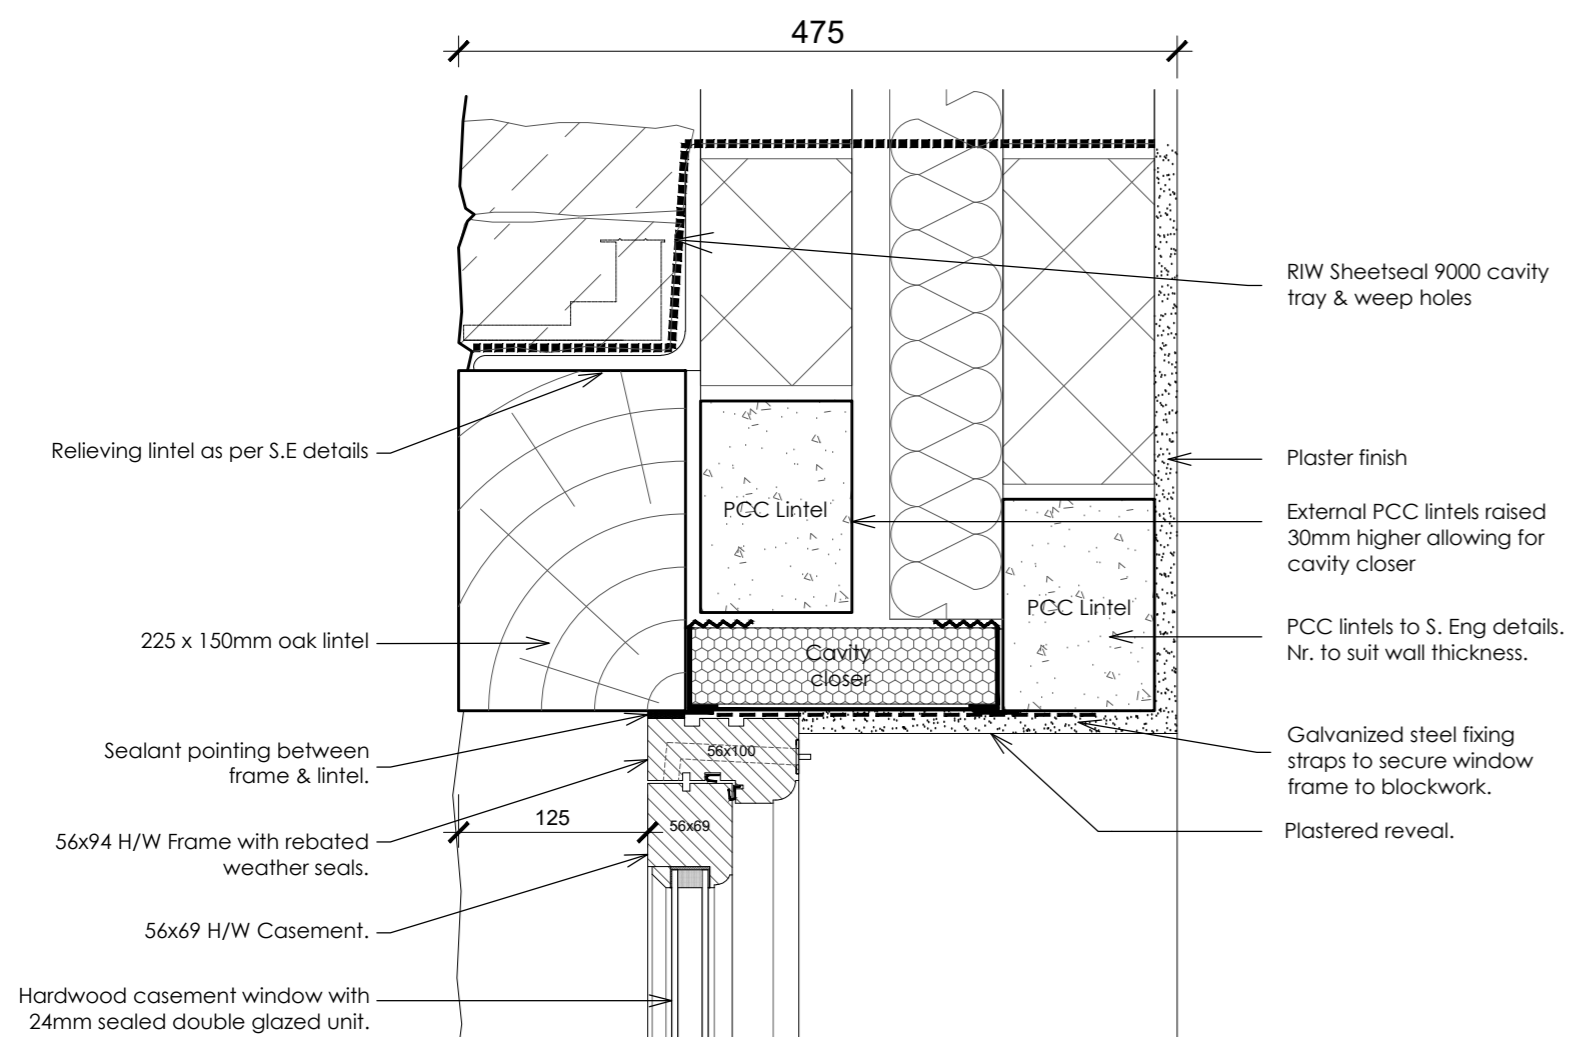 475
RIW Sheetseal 9000 cavity
tray & weep holes
Relieving lintel as per S.E details
Plaster finish
PCC Lintel
External PCC lintels raised
30mm higher allowing for
cavity closer
PCC Lintel
225 x 150mm oak lintel
PCC lintels to S. Eng details.
Nr. to suit wall thickness.
Cavity
closer
Sealant pointing between
frame & lintel.
56x100
Galvanized steel fixing
straps to secure window
frame to blockwork.
125
56x69
56x94 H/W Frame with rebated
weather seals.
Plastered reveal.
56x69 H/W Casement.
Hardwood casement window with
24mm sealed double glazed unit.